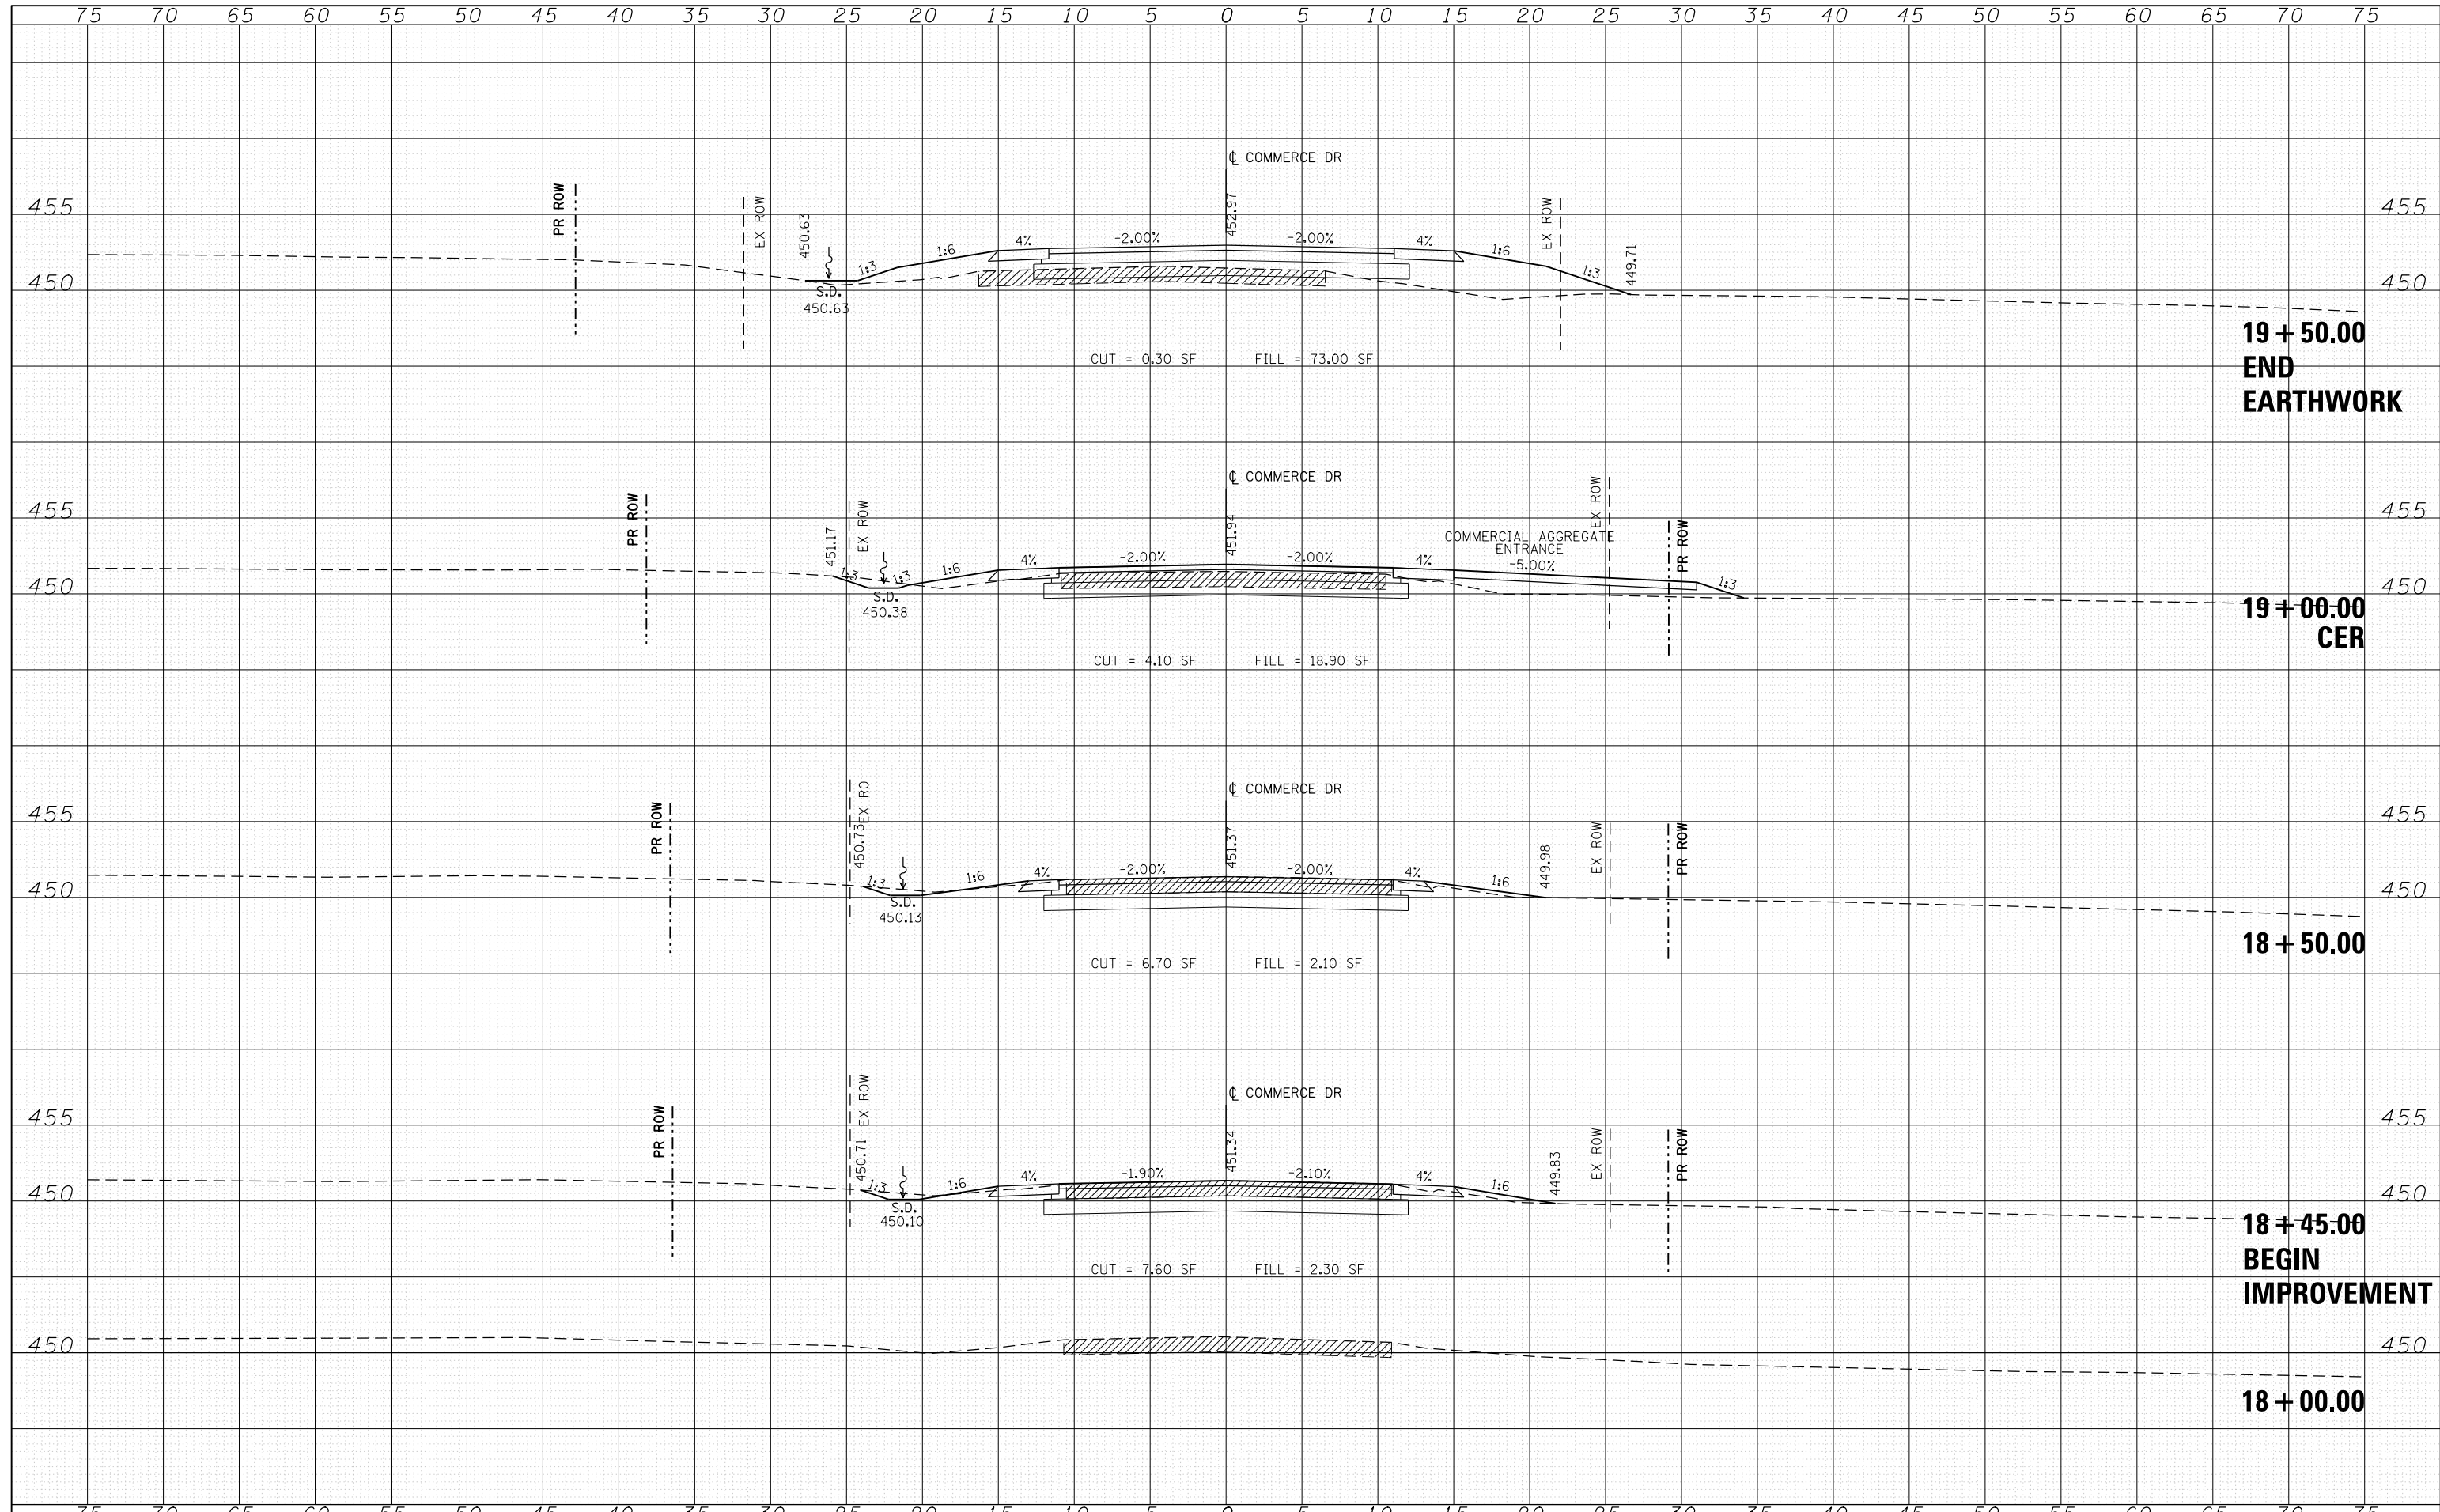 75 70 65 60 55 50 45 40 35 30 25 20 15 10 5 0 5 10 15 20 25 30 35 40 45 50 55 60 65 70 75
℄ COMMERCE DR
455 PR ROW EX ROW 450.63 452.97 EX ROW 449.71 455
1:3 1:6 4% -2.00% -2.00% 4% 1:6 1:3
450 S.D. 450
450.63
19+50.00
CUT = 0.30 SF FILL = 73.00 SF
END
EARTHWORK
℄ COMMERCE DR
455 PR ROW 451.17 EX ROW 451.94 EX ROW PR ROW 455
COMMERCIAL AGGREGATE
ENTRANCE
1:3 1:3 1:6 4% -2.00% -2.00% 4% -5.00% 1:3
450 S.D. 450
450.38
19+00.00
CER
CUT = 4.10 SF FILL = 18.90 SF
℄ COMMERCE DR
455 PR ROW 450.73 EX RO 451.37 449.98 EX ROW PR ROW 455
1:3 1:6 4% -2.00% -2.00% 4% 1:6
450 S.D. 450
450.13
18+50.00
CUT = 6.70 SF FILL = 2.10 SF
℄ COMMERCE DR
455 PR ROW 450.71 EX ROW 451.34 449.83 EX ROW PR ROW 455
1:3 1:6 4% -1.90% -2.10% 4% 1:6
450 S.D. 450
450.10
18+45.00
BEGIN
CUT = 7.60 SF FILL = 2.30 SF
IMPROVEMENT
450 450
18+00.00
75 70 65 60 55 50 45 40 35 30 25 20 15 10 5 0 5 10 15 20 25 30 35 40 45 50 55 60 65 70 75